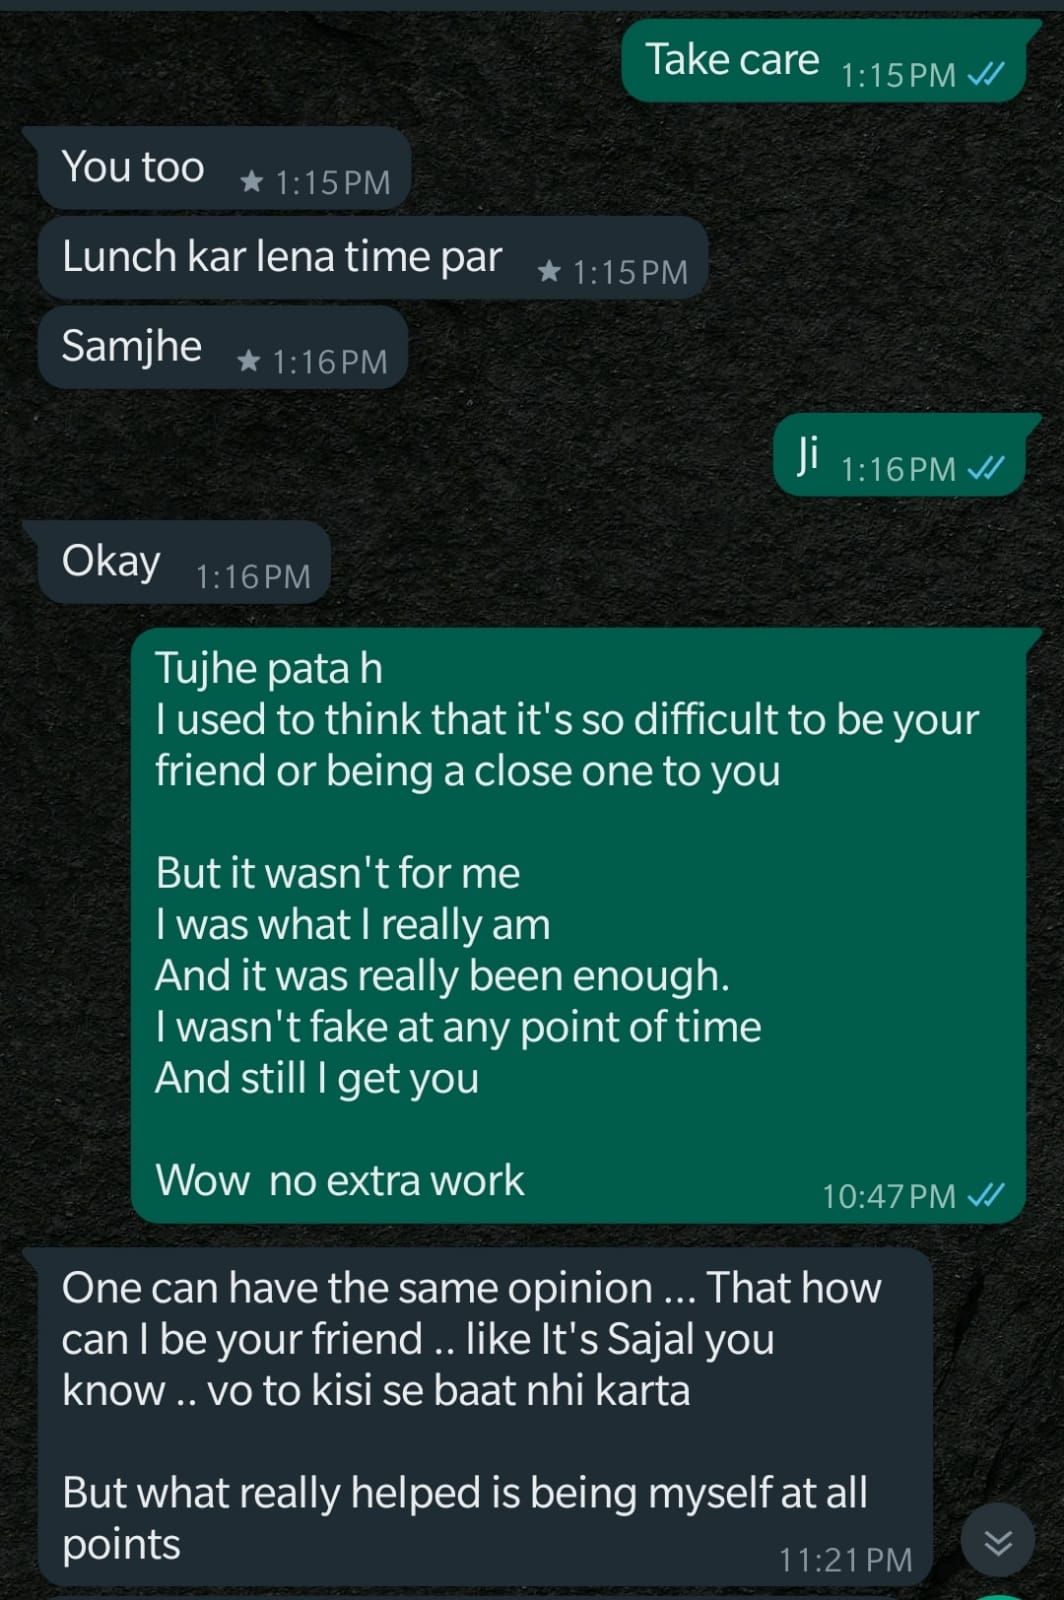 Take care 1:15 PM
You too 1:15 PM
Lunch kar lena time par 1:15 PM
Samjhe 1:16 PM
Ji 1:16 PM
Okay 1:16 PM
Tujhe pata h
I used to think that it's so difficult to be your
friend or being a close one to you
But it wasn't for me
I was what I really am
And it was really been enough.
I wasn't fake at any point of time
And still I get you
Wow no extra work 10:47 PM
One can have the same opinion ... That how
can I be your friend .. like It's Sajal you
know .. vo to kisi se baat nhi karta
But what really helped is being myself at all
points 11:21 PM